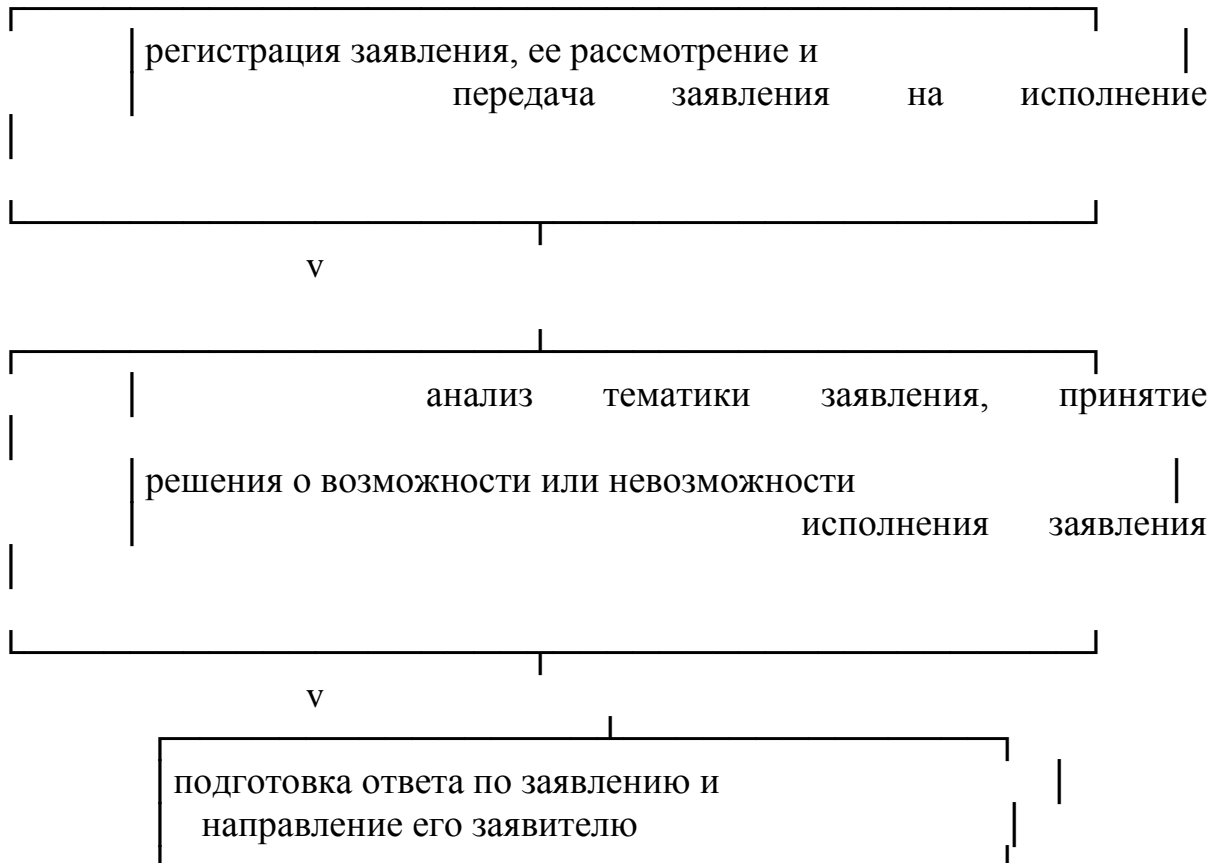 регистрация заявления, ее рассмотрение и
передача заявления на исполнение
v
анализ тематики заявления, принятие
решения о возможности или невозможности
исполнения заявления
v
подготовка ответа по заявлению и
направление его заявителю